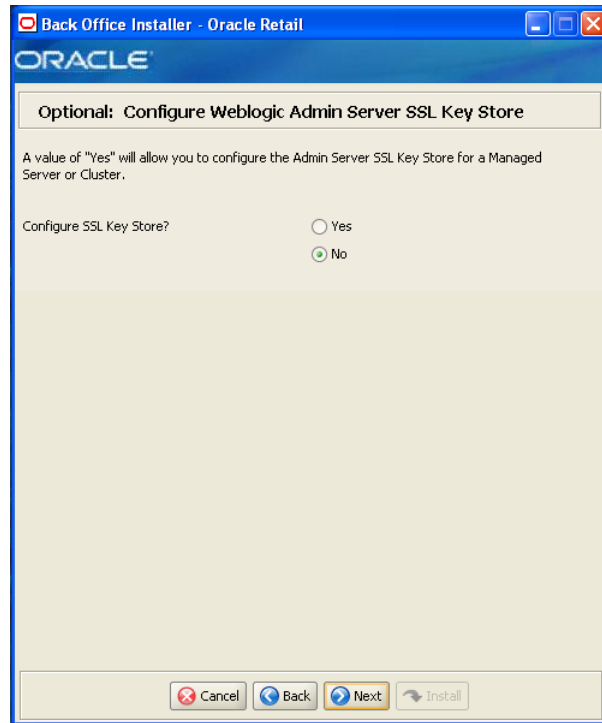 Back Office Installer - Oracle Retail
ORACLE
Optional: Configure Weblogic Admin Server SSL Key Store
A value of "Yes" will allow you to configure the Admin Server SSL Key Store for a Managed
Server or Cluster.
Configure SSL Key Store?
Yes
No
Cancel
Back
Next
Install